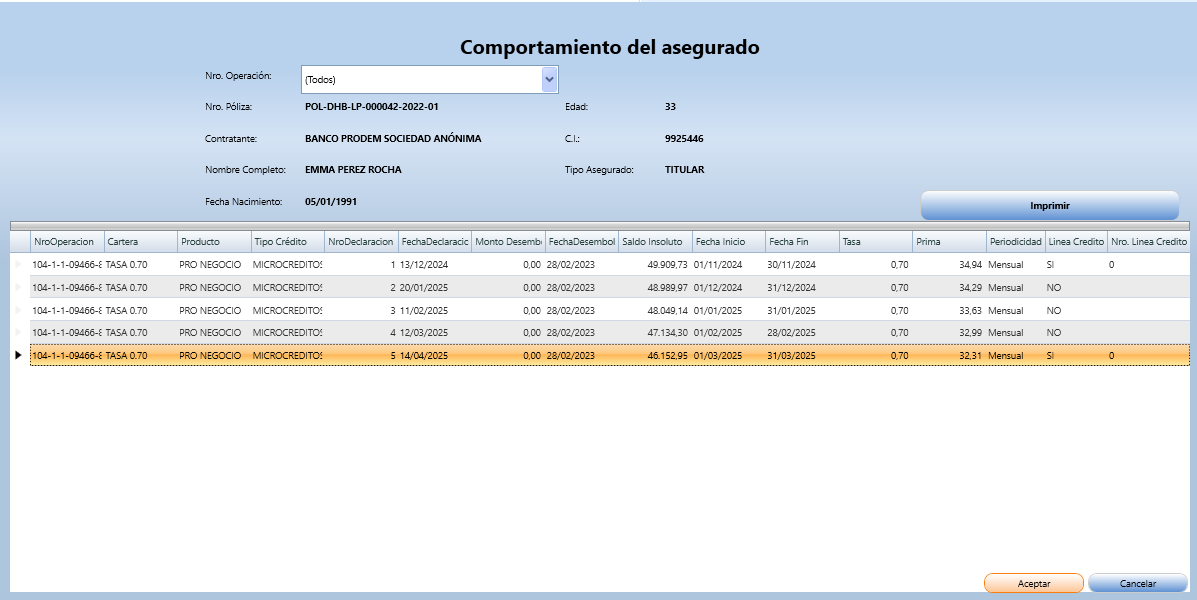 Comportamiento del asegurado
Nro. Operación: (Todos)
Nro. Póliza: POL-DHB-LP-000042-2022-01 Edad: 33
Contratante: BANCO PRODEM SOCIEDAD ANÓNIMA C.I.: 9925446
Nombre Completo: EMMA PEREZ ROCHA Tipo Asegurado: TITULAR
Fecha Nacimiento: 05/01/1991
Imprimir
NroOperacion Cartera Producto Tipo Crédito NroDeclaracion FechaDeclaracic Monto Desemb FechaDesembol Saldo Insoluto Fecha Inicio Fecha Fin Tasa Prima Periodicidad Linea Credito Nro. Linea Credito
104-1-1-09466-8 TASA 0.70 PRO NEGOCIO MICROCREDITOS 1 13/12/2024 0,00 28/02/2023 49.909,73 01/11/2024 30/11/2024 0,70 34,94 Mensual SI 0
104-1-1-09466-8 TASA 0.70 PRO NEGOCIO MICROCREDITOS 2 20/01/2025 0,00 28/02/2023 48.989,97 01/12/2024 31/12/2024 0,70 34,29 Mensual NO
104-1-1-09466-8 TASA 0.70 PRO NEGOCIO MICROCREDITOS 3 11/02/2025 0,00 28/02/2023 48.049,14 01/01/2025 31/01/2025 0,70 33,63 Mensual NO
104-1-1-09466-8 TASA 0.70 PRO NEGOCIO MICROCREDITOS 4 12/03/2025 0,00 28/02/2023 47.134,30 01/02/2025 28/02/2025 0,70 32,99 Mensual NO
104-1-1-09466-8 TASA 0.70 PRO NEGOCIO MICROCREDITOS 5 14/04/2025 0,00 28/02/2023 46.152,95 01/03/2025 31/03/2025 0,70 32,31 Mensual SI 0
Aceptar Cancelar